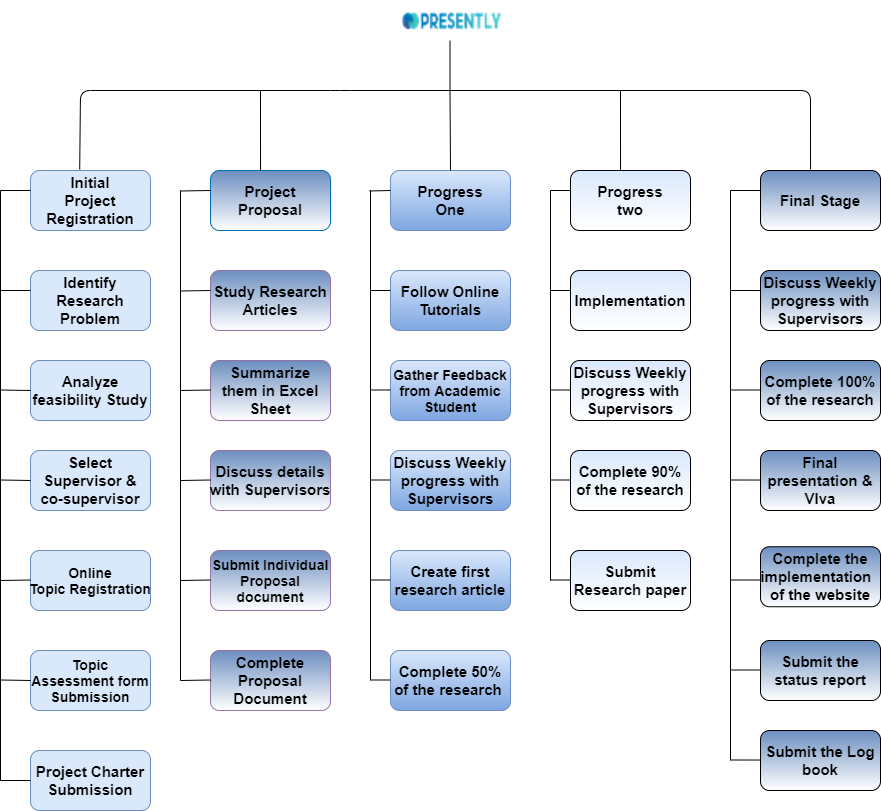 PRESENTLY
Initial
Project
Registration
Identify
Research
Problem
Analyze
feasibility Study
Select
Supervisor &
co-supervisor
Online
Topic Registration
Topic
Assessment form
Submission
Project Charter
Submission
Project
Proposal
Study Research
Articles
Summarize
them in Excel
Sheet
Discuss details
with Supervisors
Submit Individual
Proposal
document
Complete
Proposal
Document
Progress
One
Follow Online
Tutorials
Gather Feedback
from Academic
Student
Discuss Weekly
progress with
Supervisors
Create first
research article
Complete 50%
of the research
Progress
two
Implementation
Discuss Weekly
progress with
Supervisors
Complete 90%
of the research
Submit
Research paper
Final Stage
Discuss Weekly
progress with
Supervisors
Complete 100%
of the research
Final
presentation &
VIva
Complete the
implementation
of the website
Submit the
status report
Submit the Log
book